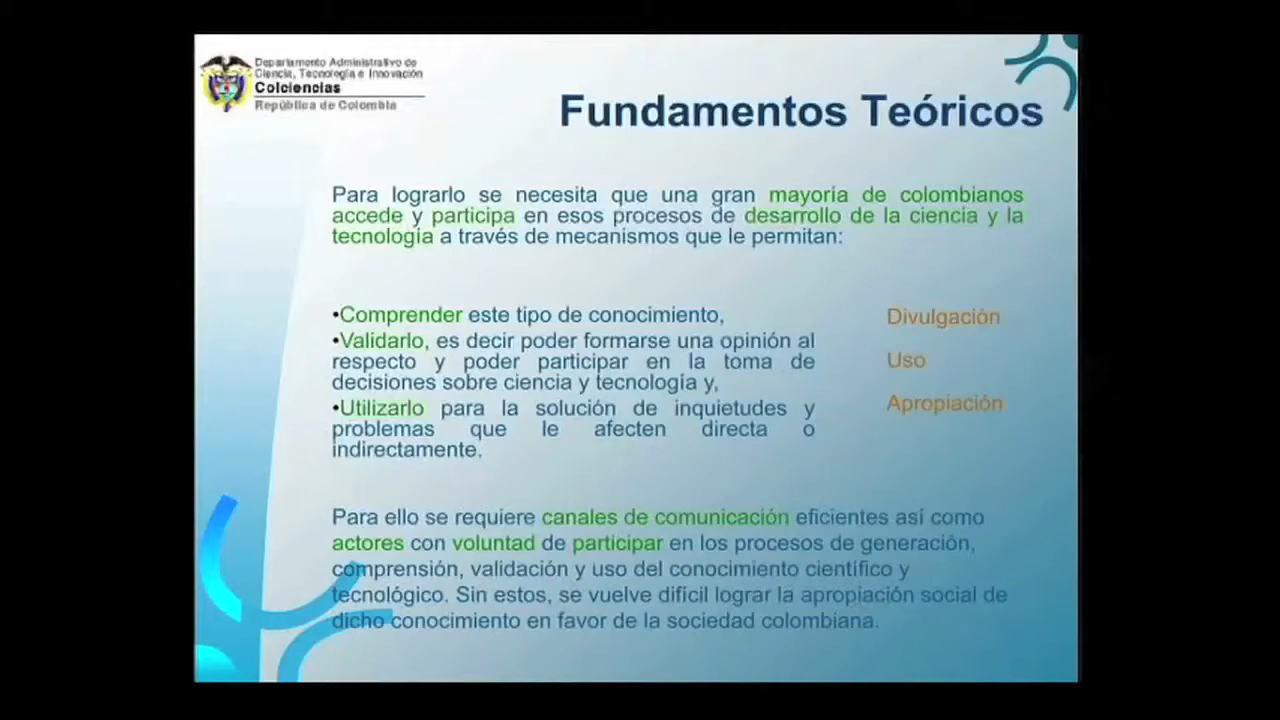 Departamento Administrativo de
Ciencia, Tecnología e Innovación
Colciencias
República de Colombia
Fundamentos Teóricos
Para lograrlo se necesita que una gran mayoría de colombianos
accede y participa en esos procesos de desarrollo de la ciencia y la
tecnología a través de mecanismos que le permitan:
•Comprender este tipo de conocimiento,
•Validarlo, es decir poder formarse una opinión al
respecto y poder participar en la toma de
decisiones sobre ciencia y tecnología y,
•Utilizarlo para la solución de inquietudes y
problemas que le afecten directa o
indirectamente.
Divulgación
Uso
Apropiación
Para ello se requiere canales de comunicación eficientes así como
actores con voluntad de participar en los procesos de generación,
comprensión, validación y uso del conocimiento científico y
tecnológico. Sin estos, se vuelve difícil lograr la apropiación social de
dicho conocimiento en favor de la sociedad colombiana.